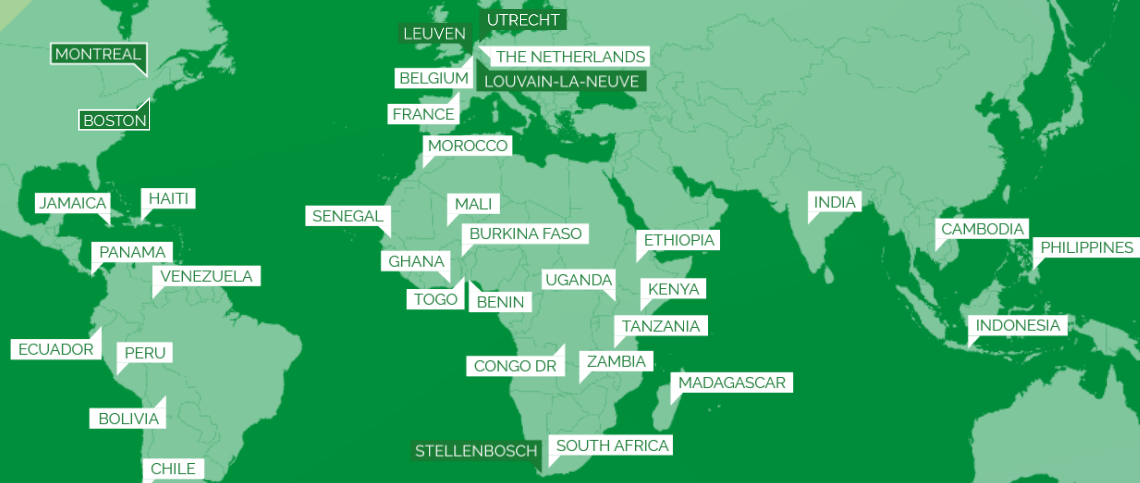 UTRECHT
LEUVEN
MONTREAL
THE NETHERLANDS
BELGIUM
LOUVAIN-LA-NEUVE
FRANCE
BOSTON
MOROCCO
HAITI
JAMAICA
MALI
INDIA
SENEGAL
CAMBODIA
BURKINA FASO
ETHIOPIA
PHILIPPINES
PANAMA
GHANA
VENEZUELA
UGANDA
KENYA
TOGO
BENIN
TANZANIA
INDONESIA
ECUADOR
PERU
CONGO DR
ZAMBIA
MADAGASCAR
BOLIVIA
STELLENBOSCH
SOUTH AFRICA
CHILE